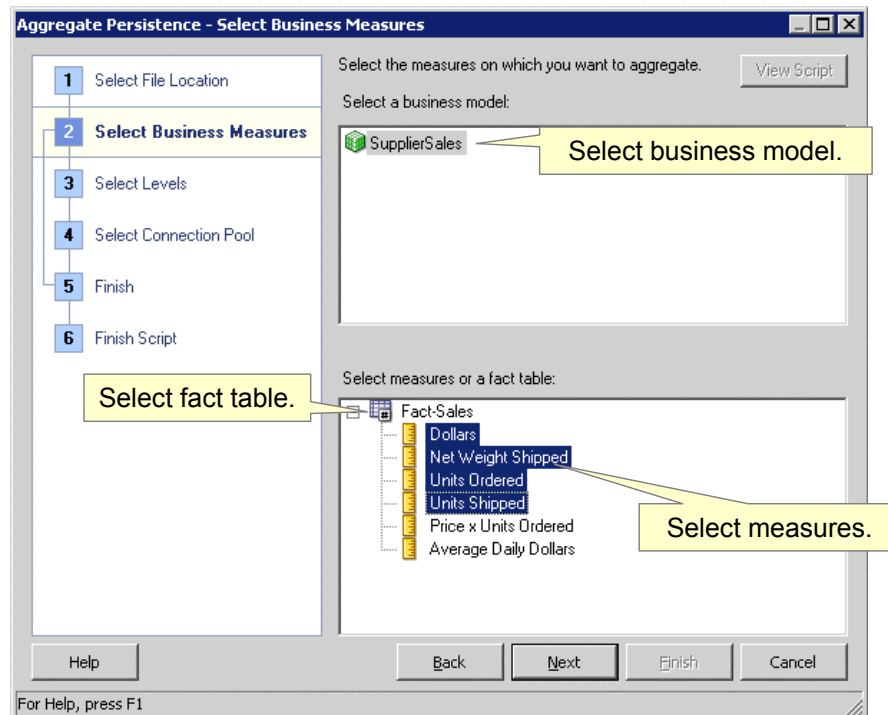 Aggregate Persistence - Select Business Measures
1 Select File Location
2 Select Business Measures
3 Select Levels
4 Select Connection Pool
5 Finish
6 Finish Script
Select the measures on which you want to aggregate.
View Script
Select a business model:
SupplierSales
Select business model.
Select measures or a fact table:
Select fact table.
Fact-Sales
Dollars
Net Weight Shipped
Units Ordered
Units Shipped
Price x Units Ordered
Average Daily Dollars
Select measures.
Help
Back
Next
Finish
Cancel
For Help, press F1